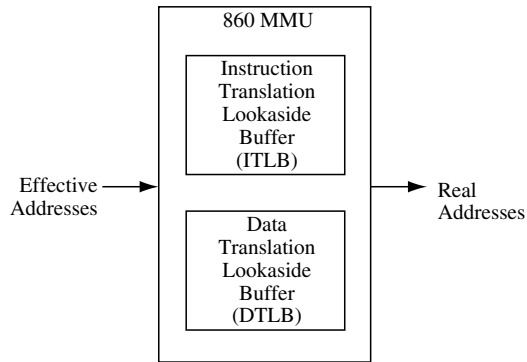 860 MMU
Instruction
Translation
Lookaside
Buffer
(ITLB)
Effective
Addresses
Real
Addresses
Data
Translation
Lookaside
Buffer
(DTLB)